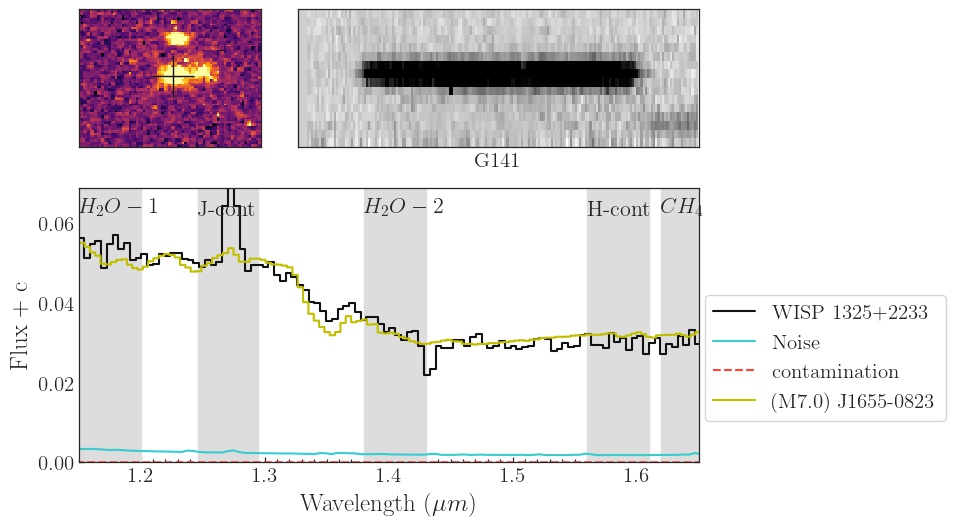 G141
H₂O − 1
J-cont
H₂O − 2
H-cont
CH₄
0.06
0.04
0.02
0.00
Flux + c
1.2
1.3
1.4
1.5
1.6
Wavelength (μm)
WISP 1325+2233
Noise
contamination
(M7.0) J1655-0823